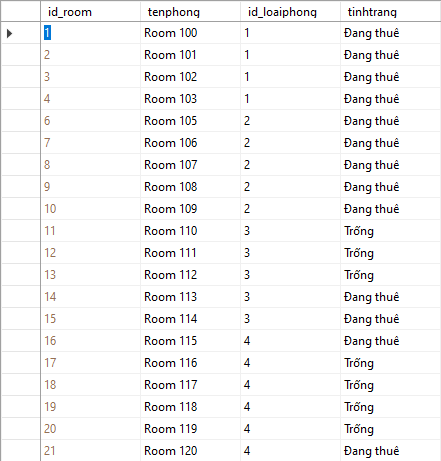 id_room tenphong id_loaiphong tinhtrang
1 Room 100 1 Đang thuê
2 Room 101 1 Đang thuê
3 Room 102 1 Đang thuê
4 Room 103 1 Đang thuê
6 Room 105 2 Đang thuê
7 Room 106 2 Đang thuê
8 Room 107 2 Đang thuê
9 Room 108 2 Đang thuê
10 Room 109 2 Đang thuê
11 Room 110 3 Trống
12 Room 111 3 Trống
13 Room 112 3 Trống
14 Room 113 3 Đang thuê
15 Room 114 3 Đang thuê
16 Room 115 4 Đang thuê
17 Room 116 4 Trống
18 Room 117 4 Trống
19 Room 118 4 Trống
20 Room 119 4 Trống
21 Room 120 4 Đang thuê